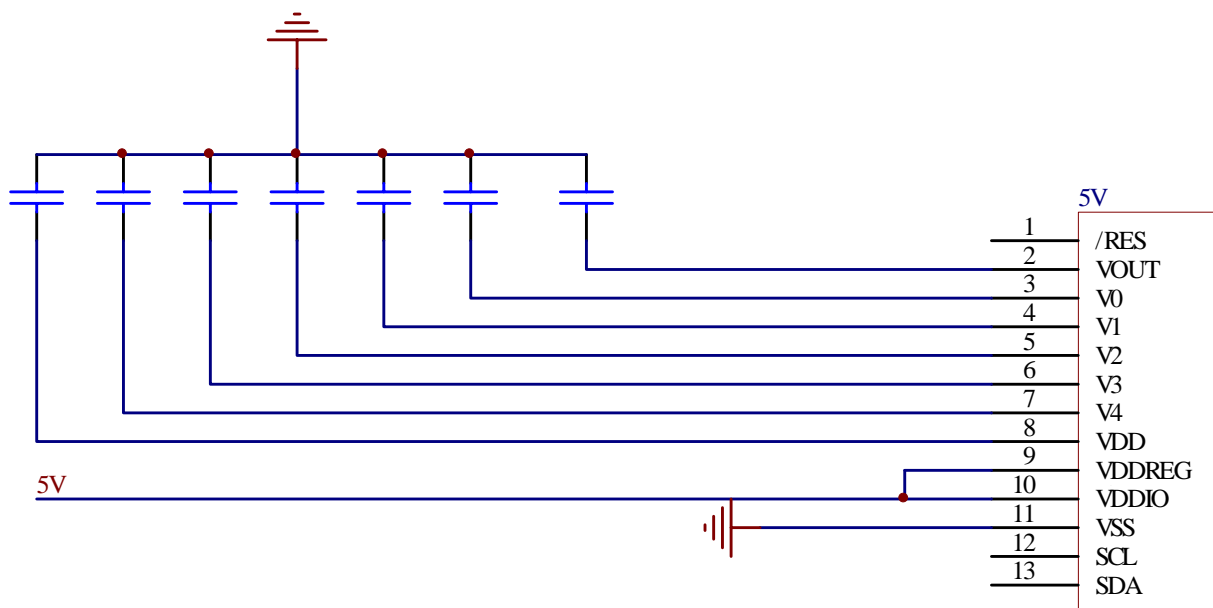 5V
1 /RES
2 VOUT
3 V0
4 V1
5 V2
6 V3
7 V4
8 VDD
9 VDDREG
5V 10 VDDIO
11 VSS
12 SCL
13 SDA